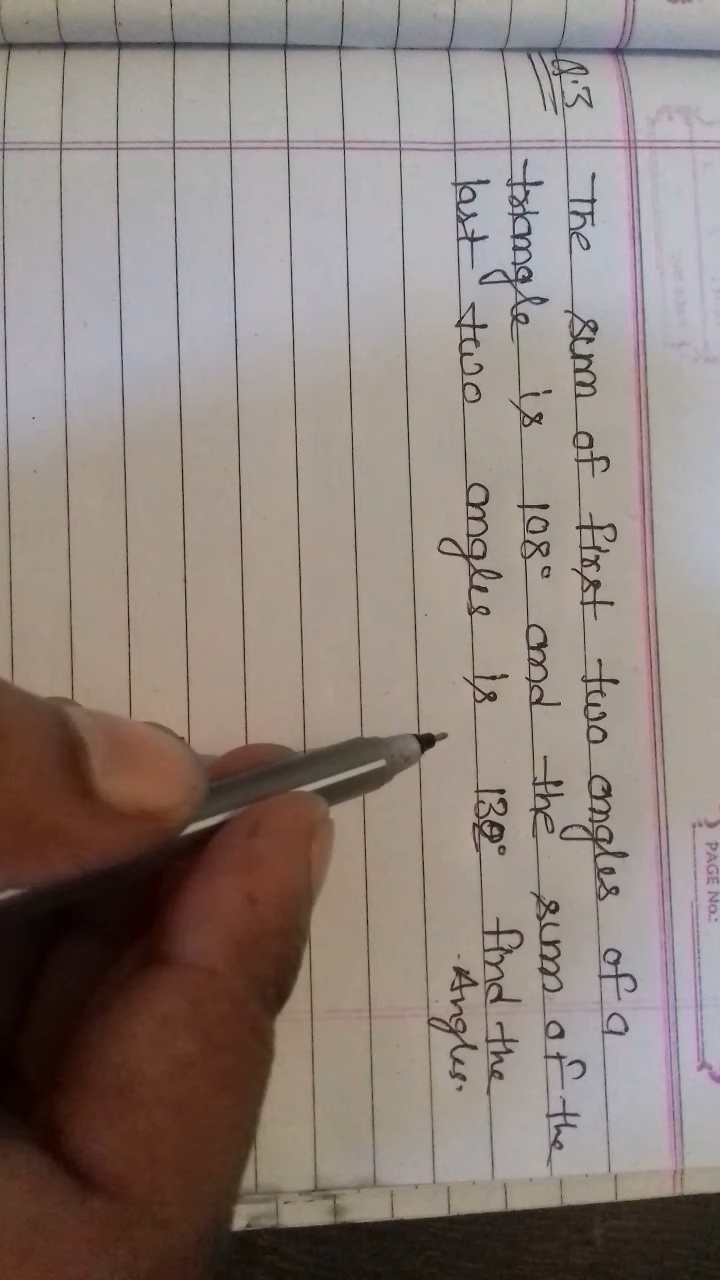 Q.3 The sum of first two angles of a
triangle is 108° and the sum of the
last two angles is 130° find the
Angles.
PAGE No.: